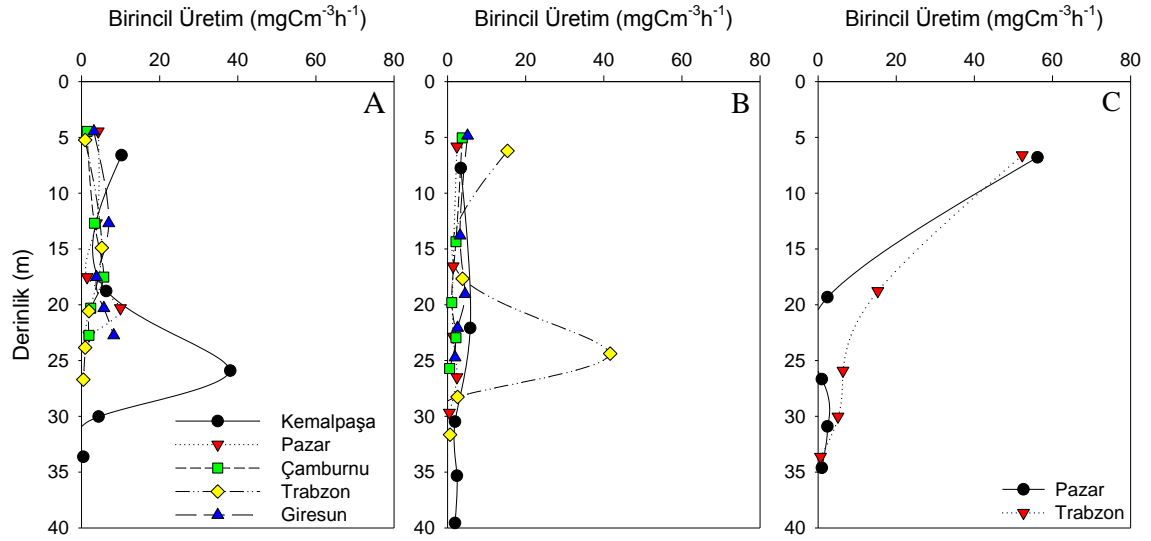 Birincil Üretim (mgCm⁻³h⁻¹) Birincil Üretim (mgCm⁻³h⁻¹) Birincil Üretim (mgCm⁻³h⁻¹)
0 20 40 60 80 0 20 40 60 80 0 20 40 60 80
0 0 0
A B C
5 5 5
10 10 10
15 15 15
20 20 20
25 25 25
30 30 30
35 35 35
40 40 40
Derinlik (m)
Kemalpaşa
Pazar
Çamburnu
Trabzon
Giresun
Pazar
Trabzon